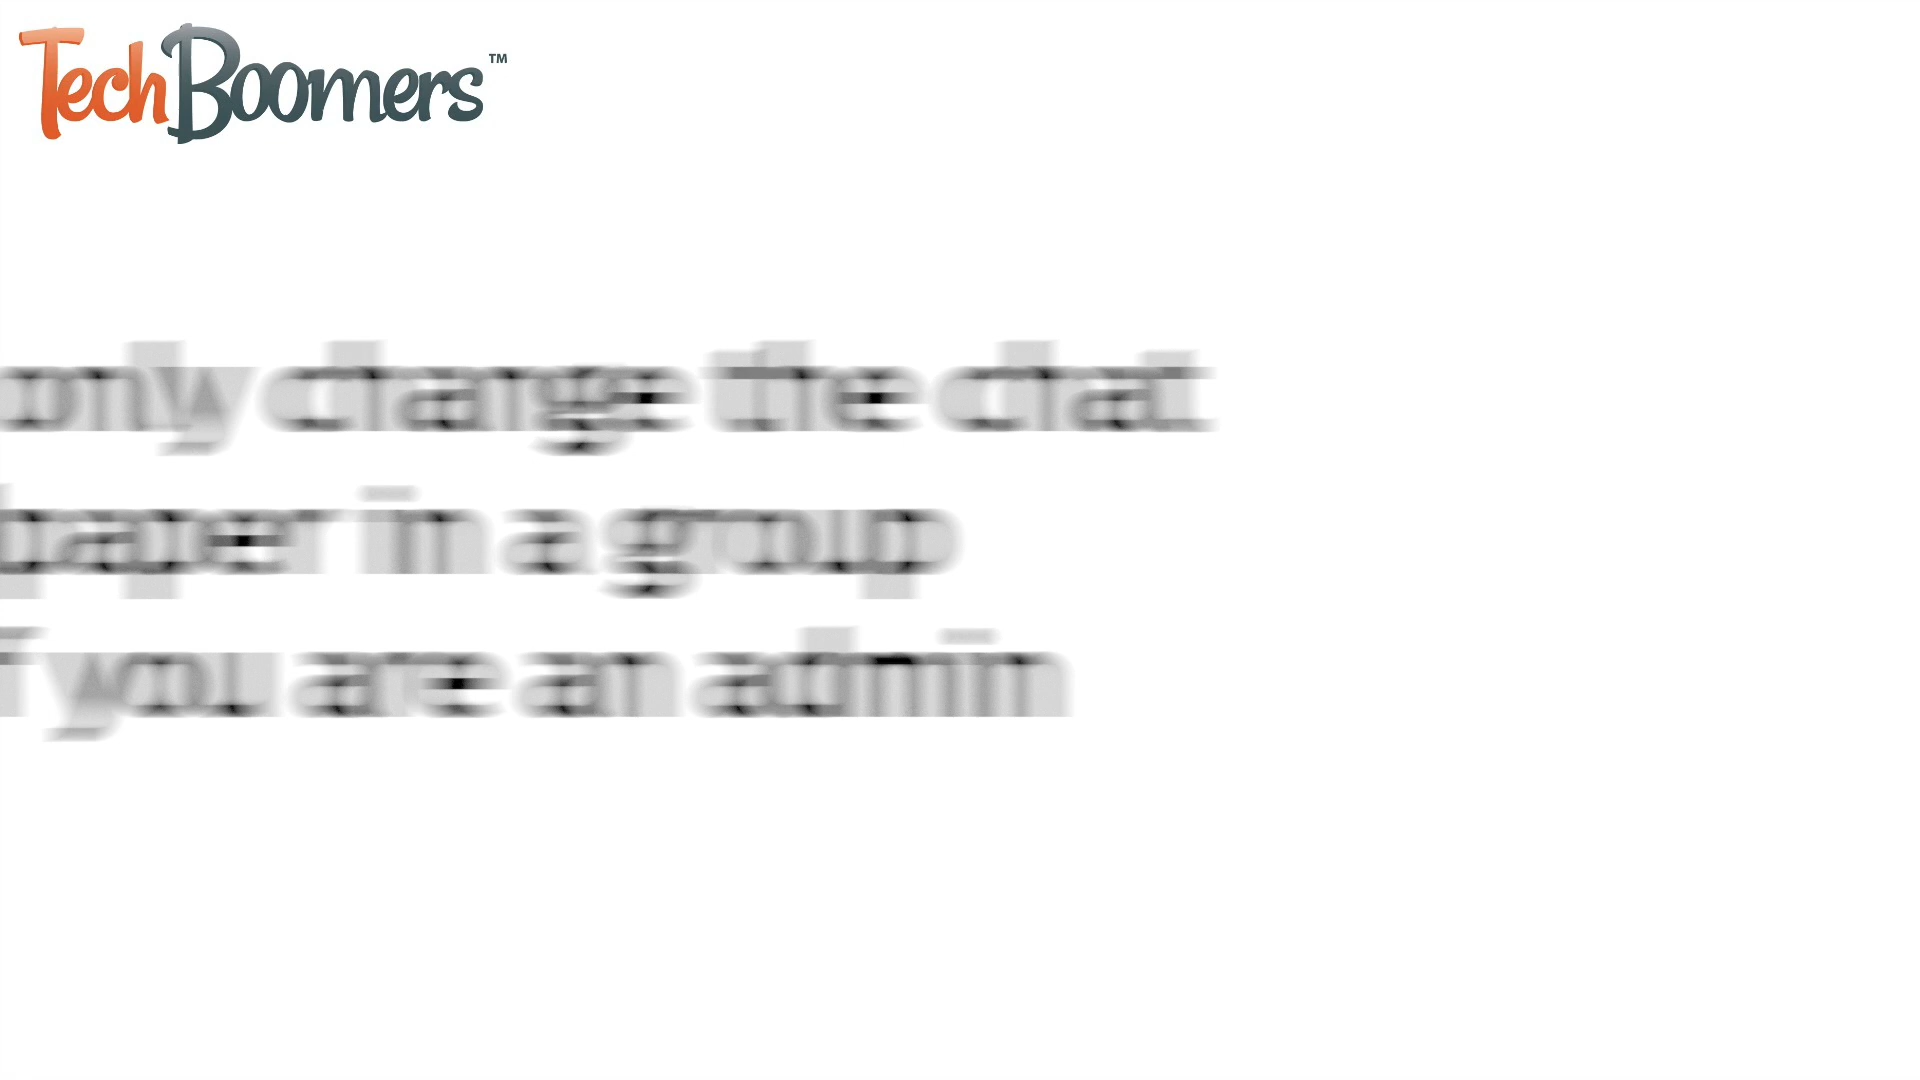 TechBoomers™
only change the chat
in a group
you are an admin